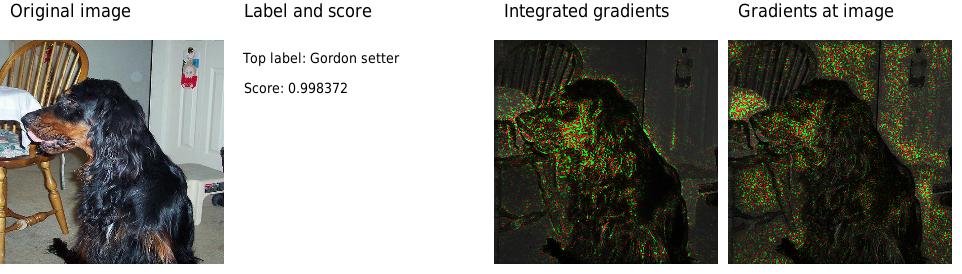 Original image
Label and score
Integrated gradients
Gradients at image
Top label: Gordon setter
Score: 0.998372